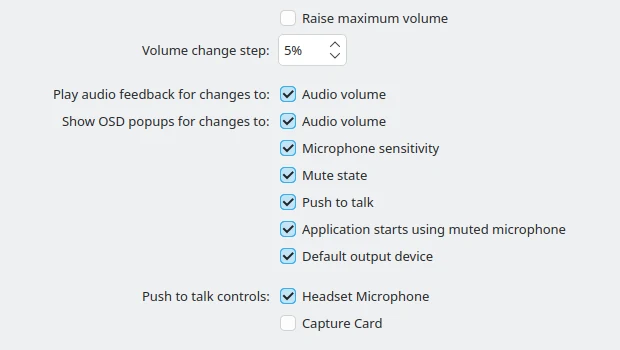 Raise maximum volume
Volume change step: 5%
Play audio feedback for changes to: Audio volume
Show OSD popups for changes to: Audio volume
Microphone sensitivity
Mute state
Push to talk
Application starts using muted microphone
Default output device
Push to talk controls: Headset Microphone
Capture Card